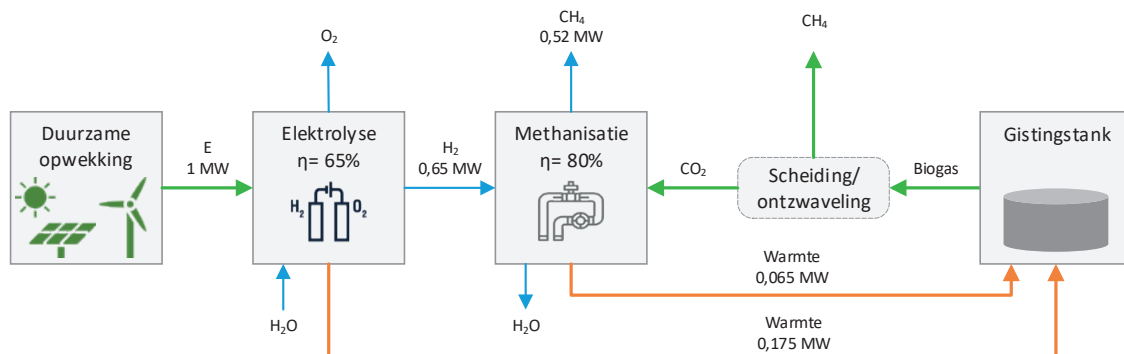 Duurzame
opwekking
E
1 MW
O₂
Elektrolyse
η= 65%
H₂
O₂
H₂O
H₂
0,65 MW
CH₄
0,52 MW
Methanisatie
η= 80%
H₂O
CO₂
CH₄
Scheiding/
ontzwaveling
Biogas
Gistingstank
Warmte
0,065 MW
Warmte
0,175 MW